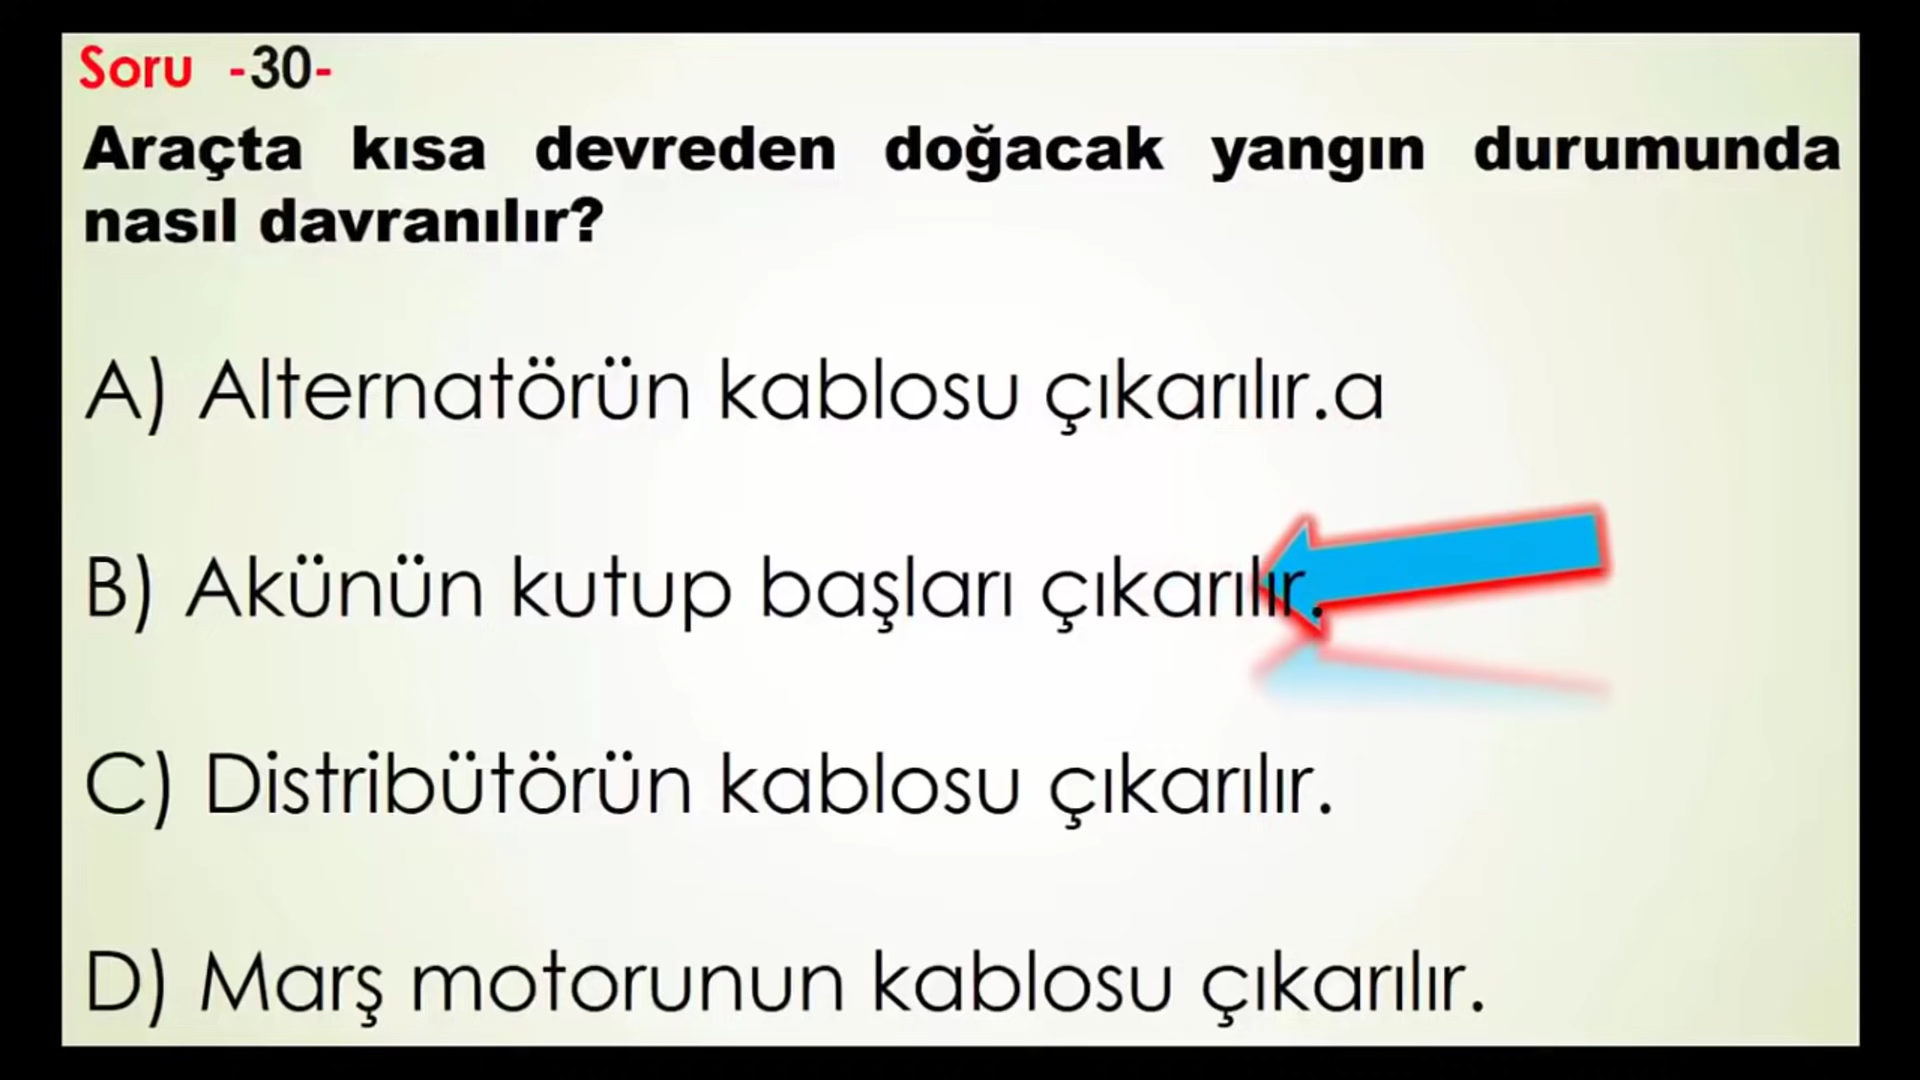 Soru -30-
Araçta kısa devreden doğacak yangın durumunda
nasıl davranılır?
A) Alternatörün kablosu çıkarılır.a
B) Akünün kutup başları çıkarılır.
C) Distribütörün kablosu çıkarılır.
D) Marş motorunun kablosu çıkarılır.